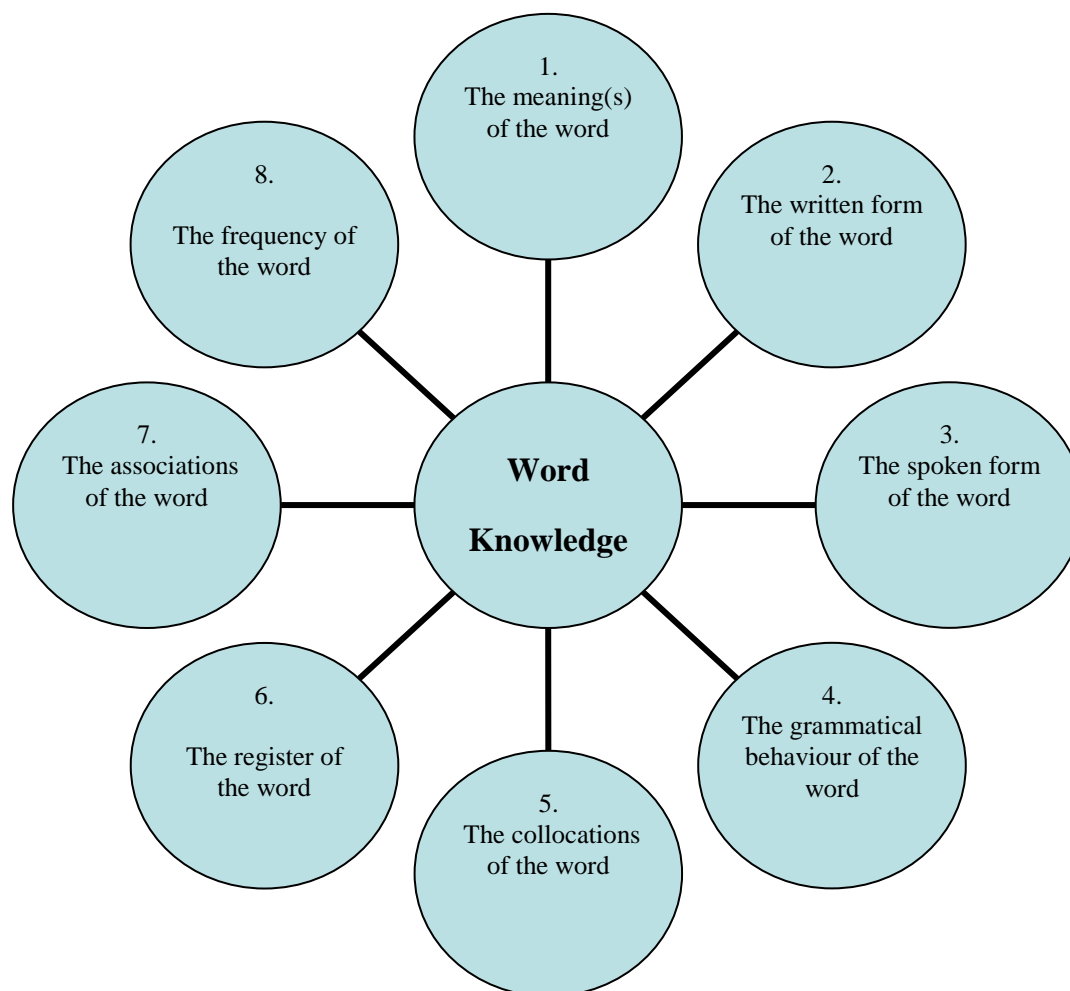 1.
The meaning(s)
of the word
2.
The written form
of the word
3.
The spoken form
of the word
4.
The grammatical
behaviour of the
word
5.
The collocations
of the word
6.
The register of
the word
7.
The associations
of the word
8.
The frequency of
the word
Word
Knowledge